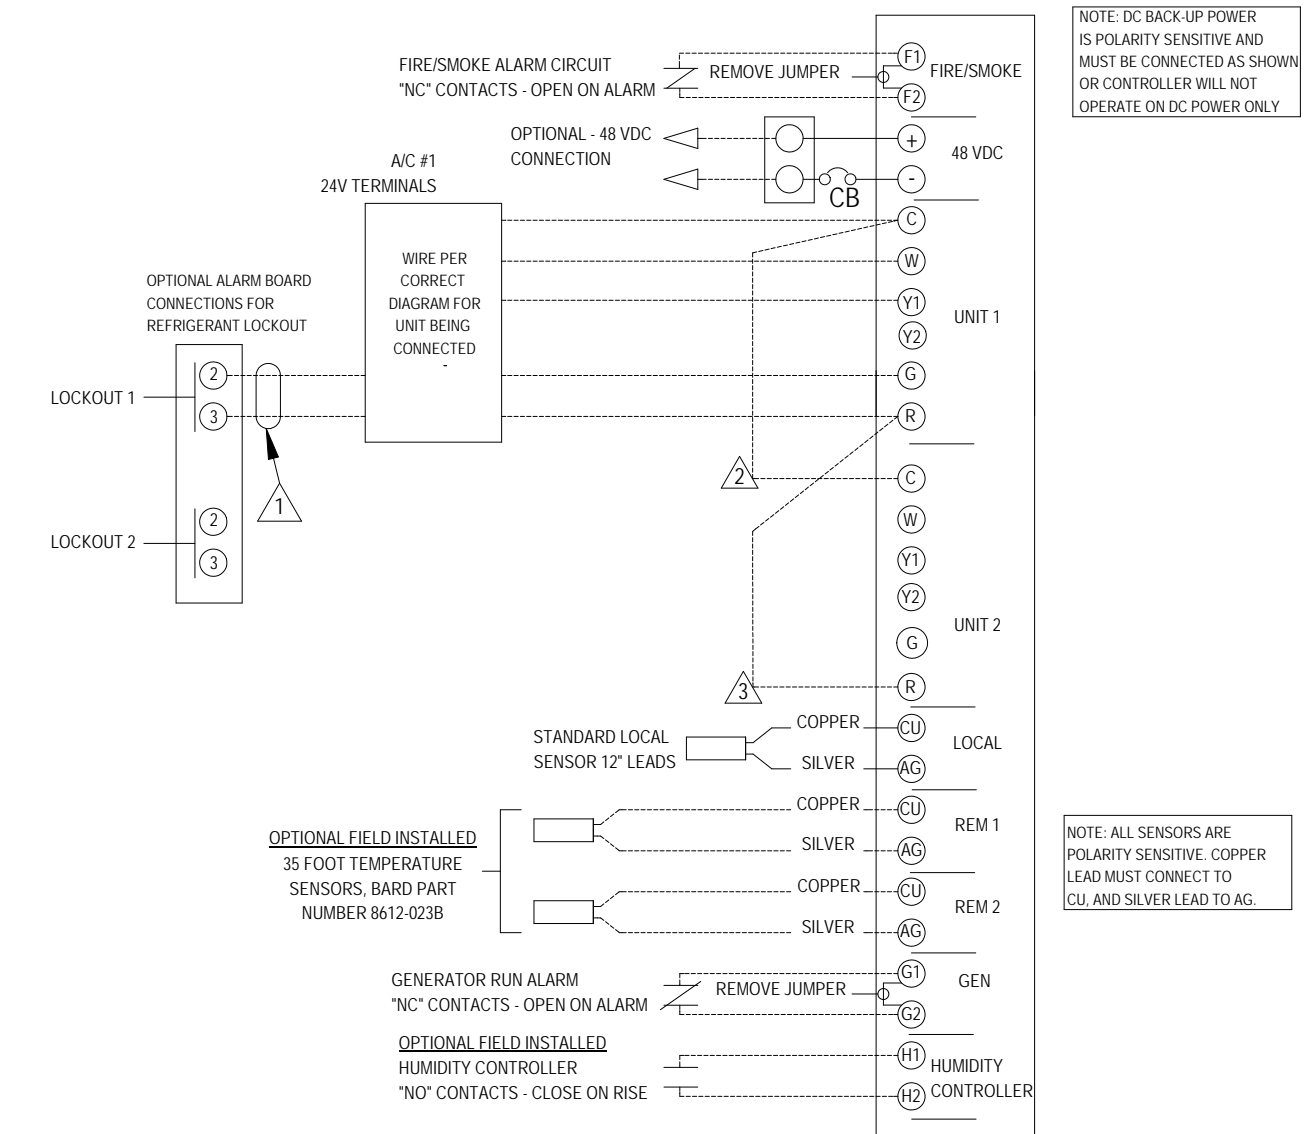 NOTE: DC BACK-UP POWER
IS POLARITY SENSITIVE AND
MUST BE CONNECTED AS SHOWN
OR CONTROLLER WILL NOT
OPERATE ON DC POWER ONLY
FIRE/SMOKE ALARM CIRCUIT
"NC" CONTACTS - OPEN ON ALARM
REMOVE JUMPER
F1
FIRE/SMOKE
F2
OPTIONAL - 48 VDC
CONNECTION
+
48 VDC
-
CB
A/C #1
24V TERMINALS
WIRE PER
CORRECT
DIAGRAM FOR
UNIT BEING
CONNECTED
-
C
W
Y1
Y2
G
R
UNIT 1
OPTIONAL ALARM BOARD
CONNECTIONS FOR
REFRIGERANT LOCKOUT
LOCKOUT 1
2
3
1
LOCKOUT 2
2
3
2
C
W
Y1
Y2
G
R
UNIT 2
3
STANDARD LOCAL
SENSOR 12" LEADS
COPPER
SILVER
CU
AG
LOCAL
OPTIONAL FIELD INSTALLED
35 FOOT TEMPERATURE
SENSORS, BARD PART
NUMBER 8612-023B
COPPER
SILVER
CU
AG
REM 1
COPPER
SILVER
CU
AG
REM 2
NOTE: ALL SENSORS ARE
POLARITY SENSITIVE. COPPER
LEAD MUST CONNECT TO
CU, AND SILVER LEAD TO AG.
GENERATOR RUN ALARM
"NC" CONTACTS - OPEN ON ALARM
REMOVE JUMPER
G1
GEN
G2
OPTIONAL FIELD INSTALLED
HUMIDITY CONTROLLER
"NO" CONTACTS - CLOSE ON RISE
H1
H2
HUMIDITY
CONTROLLER